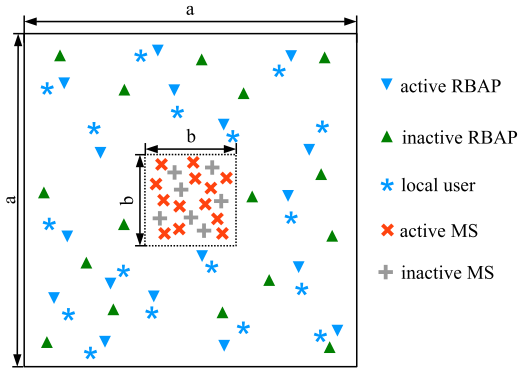 a
a
b
b
active RBAP
inactive RBAP
local user
active MS
inactive MS